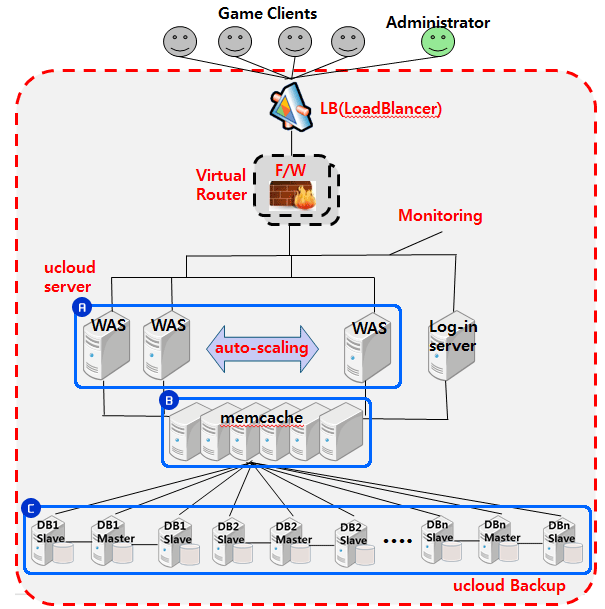 Game Clients
Administrator
LB(LoadBlancer)
F/W
Virtual
Router
Monitoring
ucloud
server
A
WAS
WAS
auto-scaling
WAS
Log-in
server
B
memcache
C
DB1
Slave
DB1
Master
DB1
Slave
DB2
Slave
DB2
Master
DB2
Slave
••••
DBn
Slave
DBn
Master
DBn
Slave
ucloud Backup